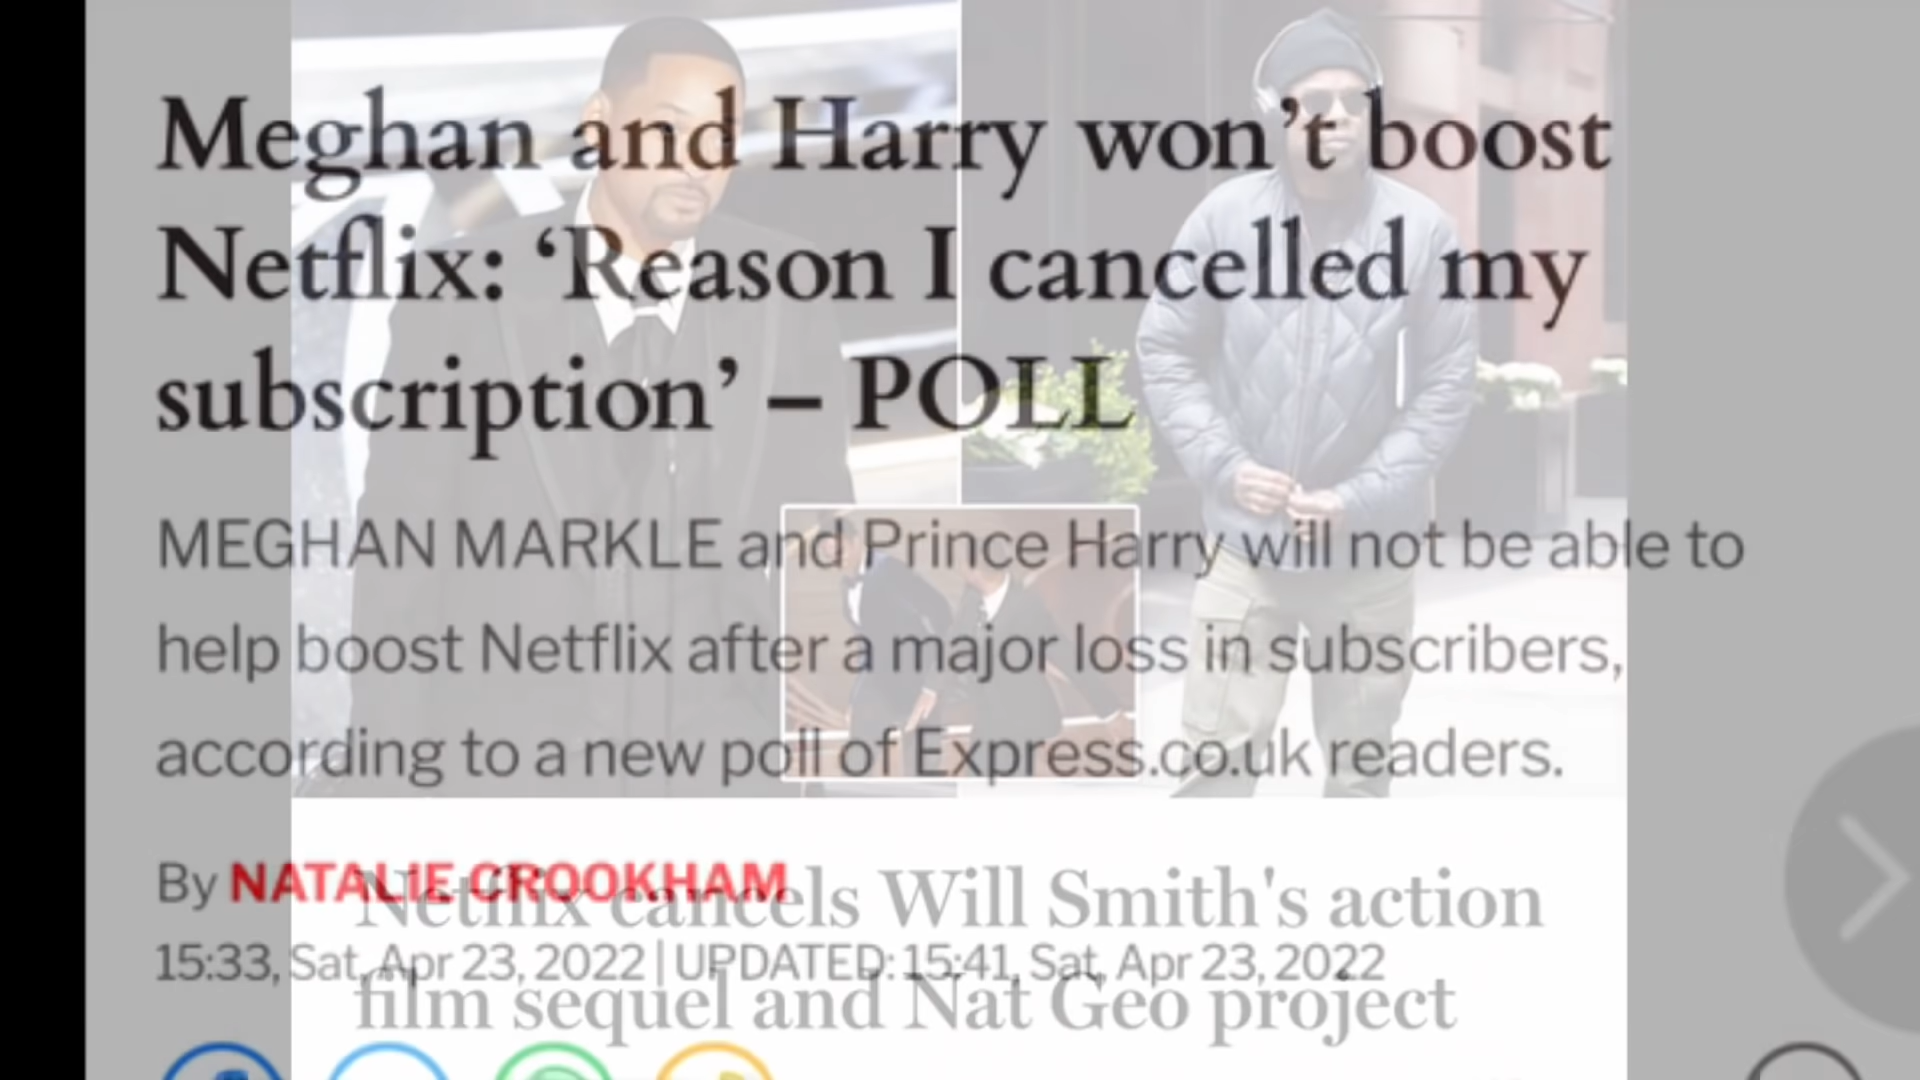 Meghan and Harry won’t boost
Netflix: ‘Reason I cancelled my
subscription’ – POLL
MEGHAN MARKLE and Prince Harry will not be able to
help boost Netflix after a major loss in subscribers,
according to a new poll of Express.co.uk readers.
By NATALIE CROOKHAM
15:33, Sat, Apr 23, 2022 | UPDATED: 15:41, Sat, Apr 23, 2022
Netflix cancels Will Smith's action
film sequel and Nat Geo project